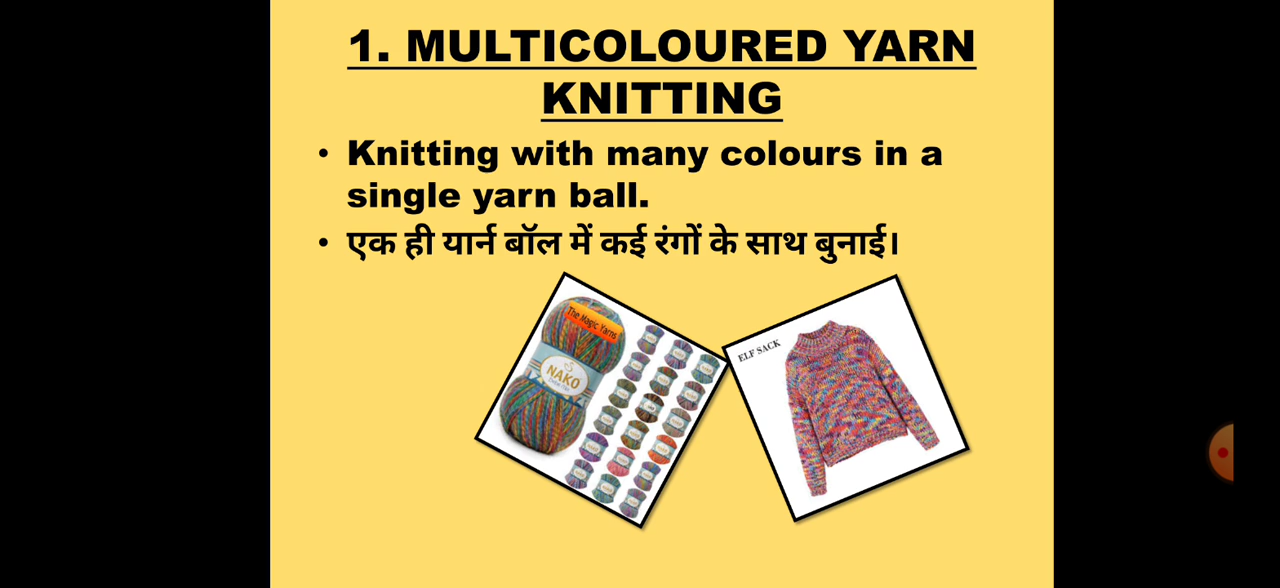 1. MULTICOLOURED YARN
KNITTING
• Knitting with many colours in a
single yarn ball.
• एक ही यार्न बॉल में कई रंगों के साथ बुनाई।
The Magic Yarns
NAKO
ELF SACK